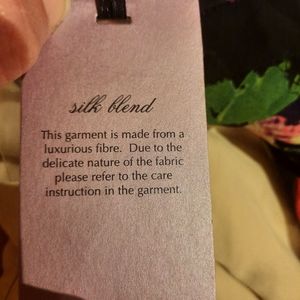 silk blend
This garment is made from a
luxurious fibre. Due to the
delicate nature of the fabric
please refer to the care
instruction in the garment.